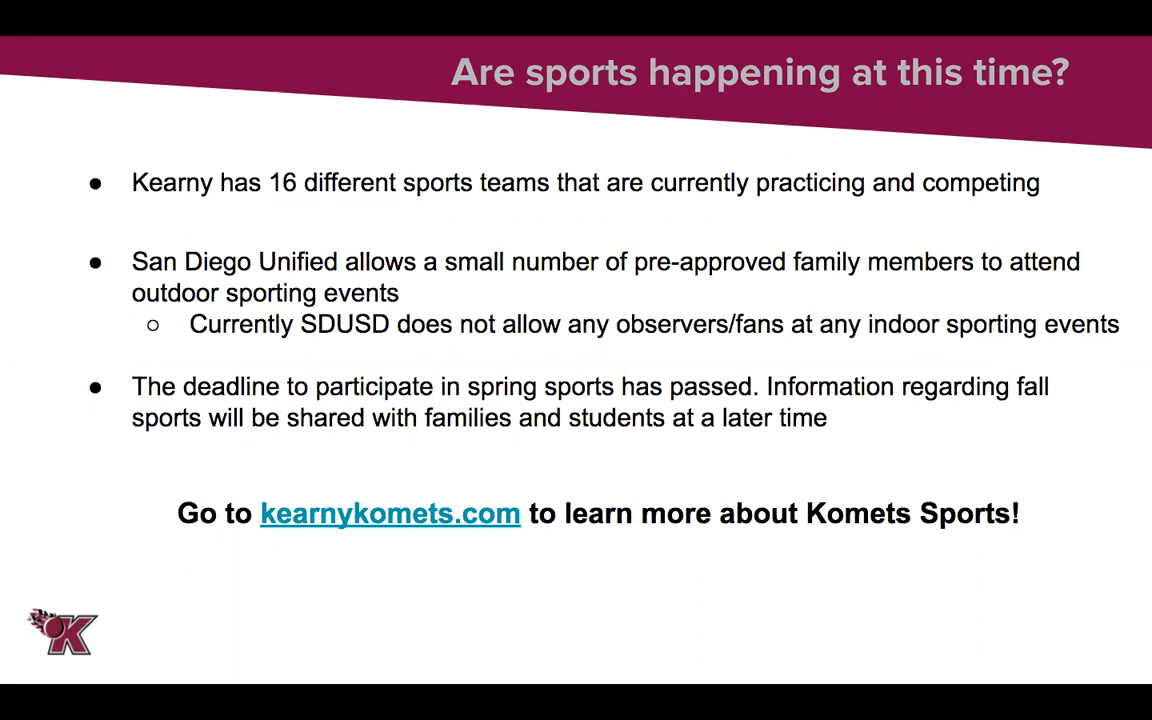 Are sports happening at this time?
● Kearny has 16 different sports teams that are currently practicing and competing
● San Diego Unified allows a small number of pre-approved family members to attend
outdoor sporting events
○ Currently SDUSD does not allow any observers/fans at any indoor sporting events
● The deadline to participate in spring sports has passed. Information regarding fall
sports will be shared with families and students at a later time
Go to kearnykomets.com to learn more about Komets Sports!
K